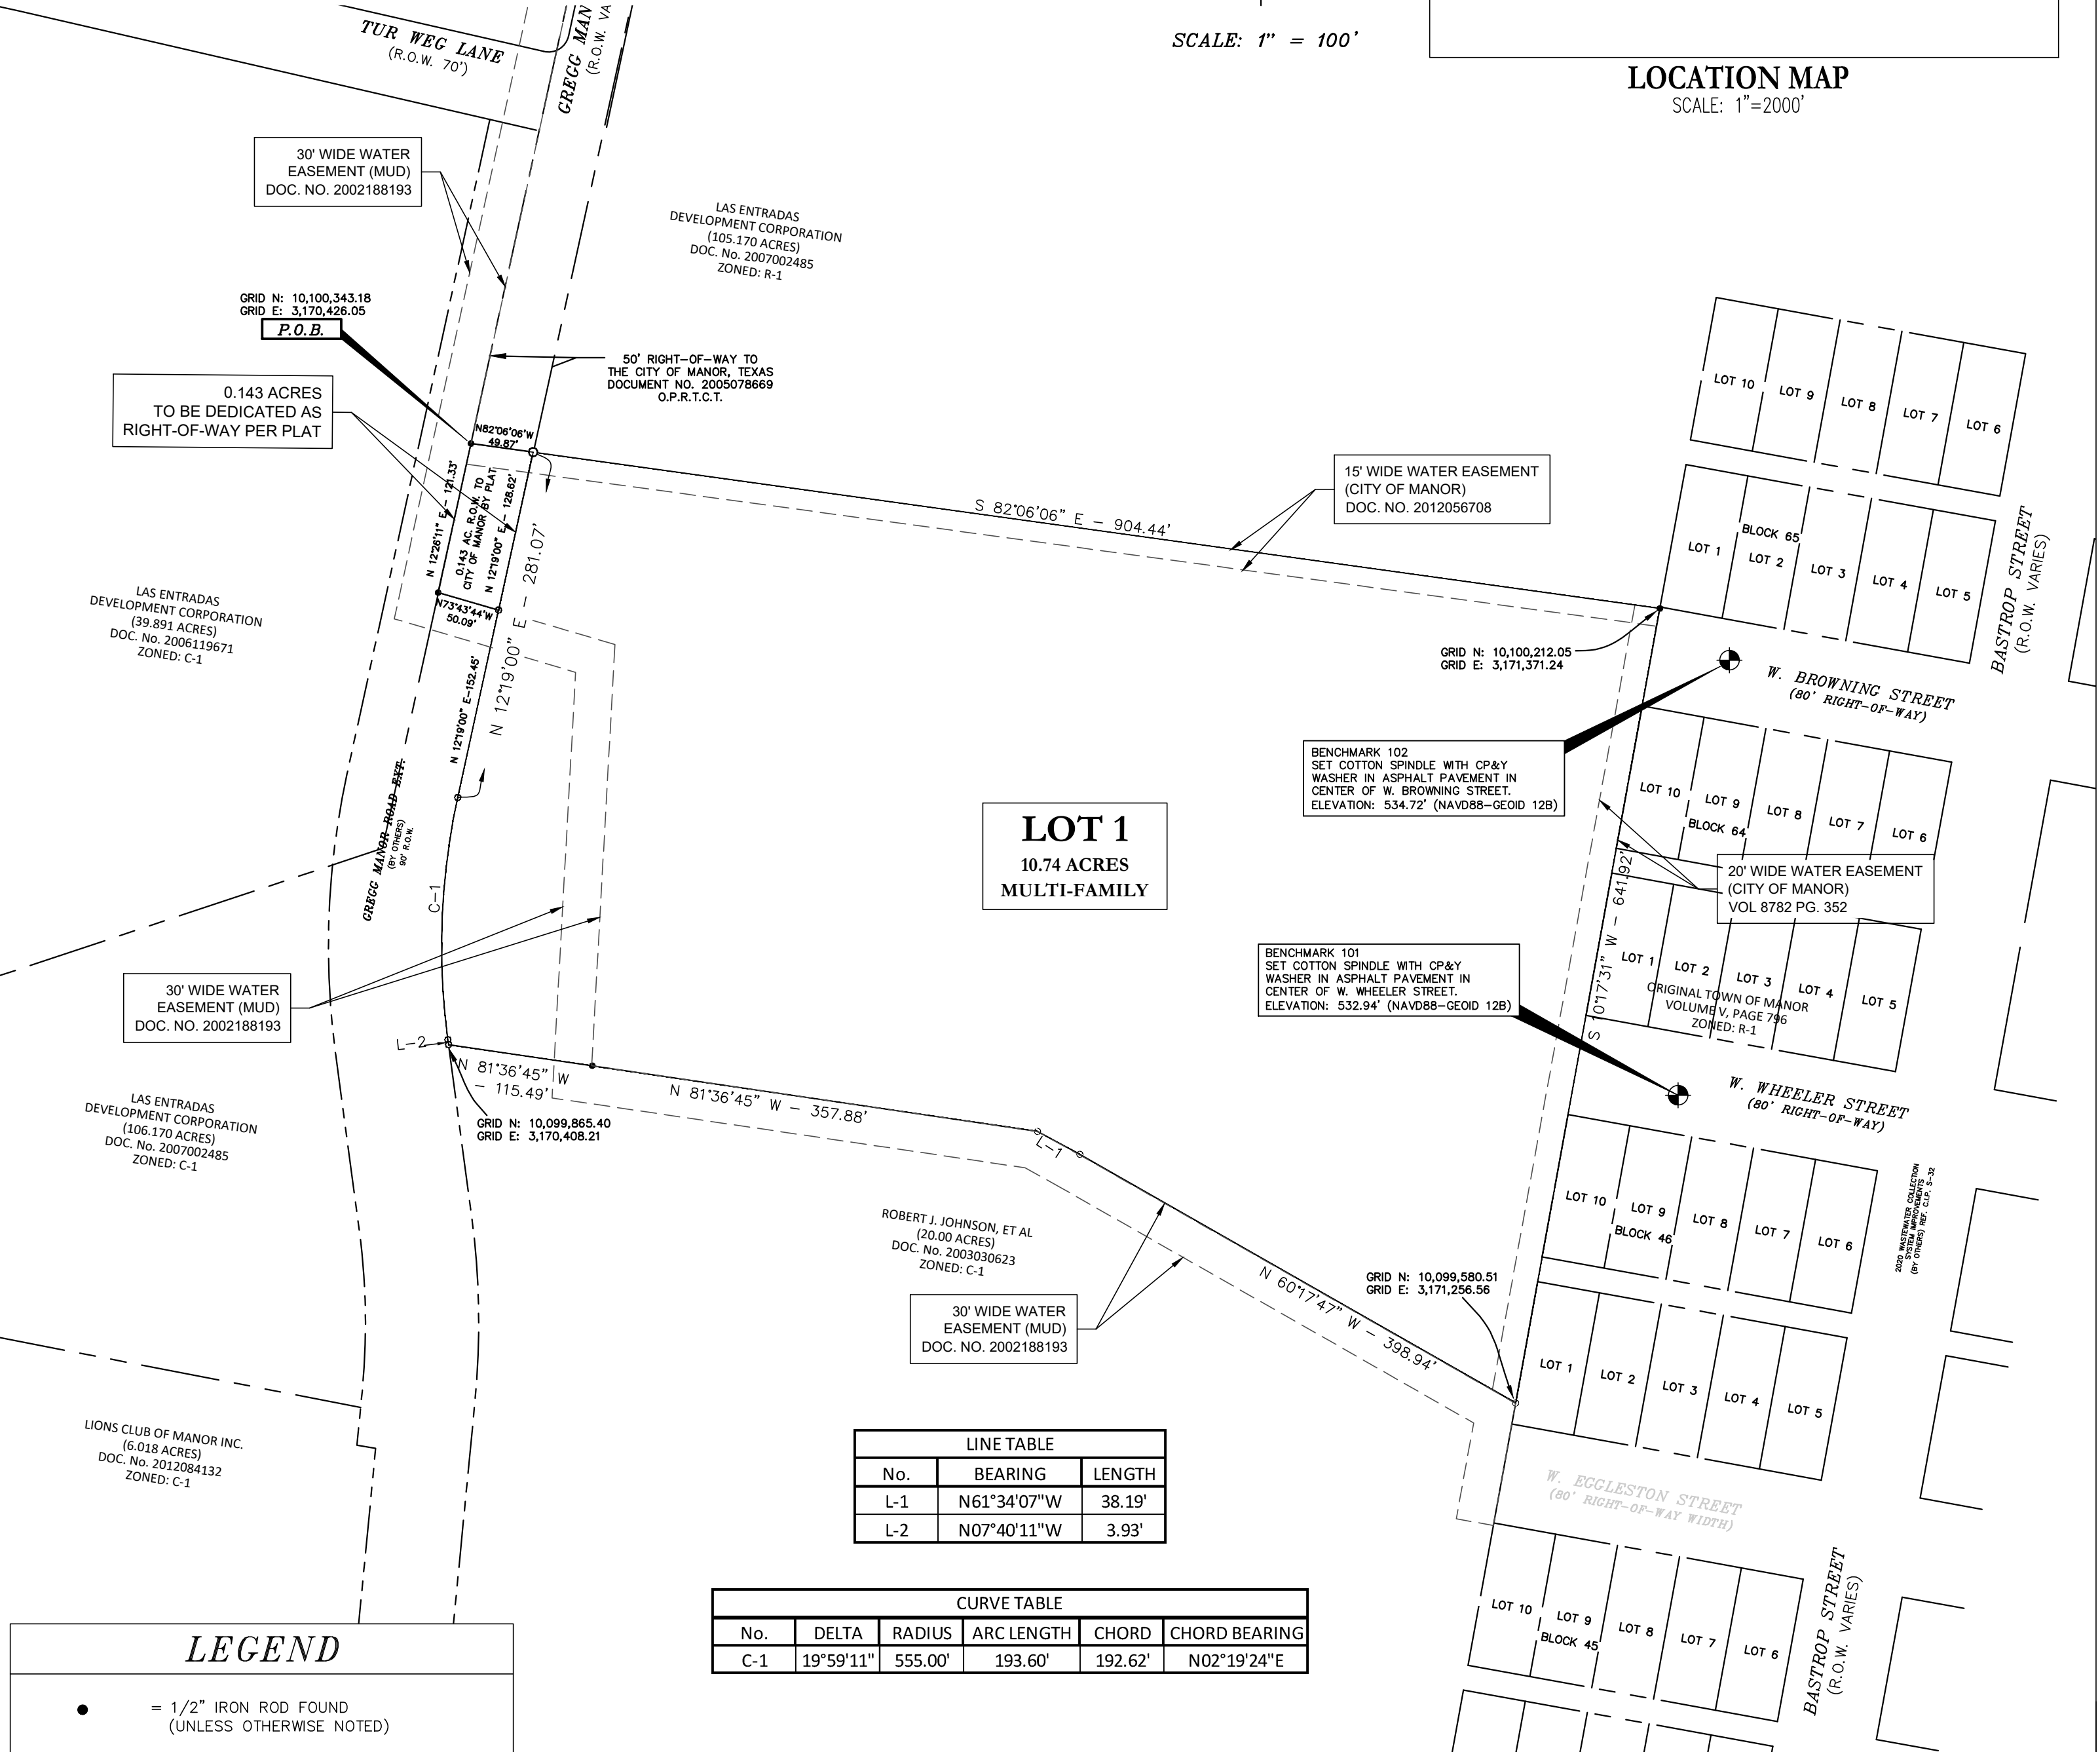 TUR WEG LANE
(R.O.W. 70')
GREGG MAN
(R.O.W. VA
SCALE: 1" = 100'
LOCATION MAP
SCALE: 1"=2000'
30' WIDE WATER
EASEMENT (MUD)
DOC. NO. 2002188193
LAS ENTRADAS
DEVELOPMENT CORPORATION
(105.170 ACRES)
DOC. No. 2007002485
ZONED: R-1
GRID N: 10,100,343.18
GRID E: 3,170,426.05
P.O.B.
50' RIGHT-OF-WAY TO
THE CITY OF MANOR, TEXAS
DOCUMENT NO. 2005078669
O.P.R.T.C.T.
0.143 ACRES
TO BE DEDICATED AS
RIGHT-OF-WAY PER PLAT
N82°06'06"W
49.87'
N 12°26'11" E - 121.33'
0.143 AC. R.O.W. TO
CITY OF MANOR BY PLAT
N 12°19'00" E - 128.62'
N73°43'44"W
50.09'
N 12°19'00" E - 281.07'
N 12°19'00" E-152.45'
S 82°06'06" E - 904.44'
15' WIDE WATER EASEMENT
(CITY OF MANOR)
DOC. NO. 2012056708
LOT 10
LOT 9
LOT 8
LOT 7
LOT 6
LOT 1
BLOCK 65
LOT 2
LOT 3
LOT 4
LOT 5
BASTROP STREET
(R.O.W. VARIES)
LAS ENTRADAS
DEVELOPMENT CORPORATION
(39.891 ACRES)
DOC. No. 2006119671
ZONED: C-1
GRID N: 10,100,212.05
GRID E: 3,171,371.24
W. BROWNING STREET
(80' RIGHT-OF-WAY)
BENCHMARK 102
SET COTTON SPINDLE WITH CP&Y
WASHER IN ASPHALT PAVEMENT IN
CENTER OF W. BROWNING STREET.
ELEVATION: 534.72' (NAVD88-GEOID 12B)
LOT 10
LOT 9
BLOCK 64
LOT 8
LOT 7
LOT 6
GREGG MANOR ROAD EXT.
(BY OTHERS)
90' R.O.W.
C-1
LOT 1
10.74 ACRES
MULTI-FAMILY
20' WIDE WATER EASEMENT
(CITY OF MANOR)
VOL 8782 PG. 352
S 10°17'31" W - 641.92'
BENCHMARK 101
SET COTTON SPINDLE WITH CP&Y
WASHER IN ASPHALT PAVEMENT IN
CENTER OF W. WHEELER STREET.
ELEVATION: 532.94' (NAVD88-GEOID 12B)
LOT 1
LOT 2
LOT 3
LOT 4
LOT 5
ORIGINAL TOWN OF MANOR
VOLUME V, PAGE 796
ZONED: R-1
30' WIDE WATER
EASEMENT (MUD)
DOC. NO. 2002188193
L-2
N 81°36'45" W
- 115.49'
N 81°36'45" W - 357.88'
L-1
GRID N: 10,099,865.40
GRID E: 3,170,408.21
W. WHEELER STREET
(80' RIGHT-OF-WAY)
LAS ENTRADAS
DEVELOPMENT CORPORATION
(106.170 ACRES)
DOC. No. 2007002485
ZONED: C-1
ROBERT J. JOHNSON, ET AL
(20.00 ACRES)
DOC. No. 2003030623
ZONED: C-1
30' WIDE WATER
EASEMENT (MUD)
DOC. NO. 2002188193
N 60°17'47" W - 398.94'
GRID N: 10,099,580.51
GRID E: 3,171,256.56
LOT 10
LOT 9
BLOCK 46
LOT 8
LOT 7
LOT 6
2020 WASTEWATER COLLECTION
SYSTEM IMPROVEMENTS
(BY OTHERS) REF. C.I.P. S-32
LOT 1
LOT 2
LOT 3
LOT 4
LOT 5
LIONS CLUB OF MANOR INC.
(6.018 ACRES)
DOC. No. 2012084132
ZONED: C-1
W. EGGLESTON STREET
(80' RIGHT-OF-WAY WIDTH)
LINE TABLE
No. BEARING LENGTH
L-1 N61°34'07"W 38.19'
L-2 N07°40'11"W 3.93'
CURVE TABLE
No. DELTA RADIUS ARC LENGTH CHORD CHORD BEARING
C-1 19°59'11" 555.00' 193.60' 192.62' N02°19'24"E
LOT 10
LOT 9
BLOCK 45
LOT 8
LOT 7
LOT 6
BASTROP STREET
(R.O.W. VARIES)
LEGEND
= 1/2" IRON ROD FOUND
(UNLESS OTHERWISE NOTED)